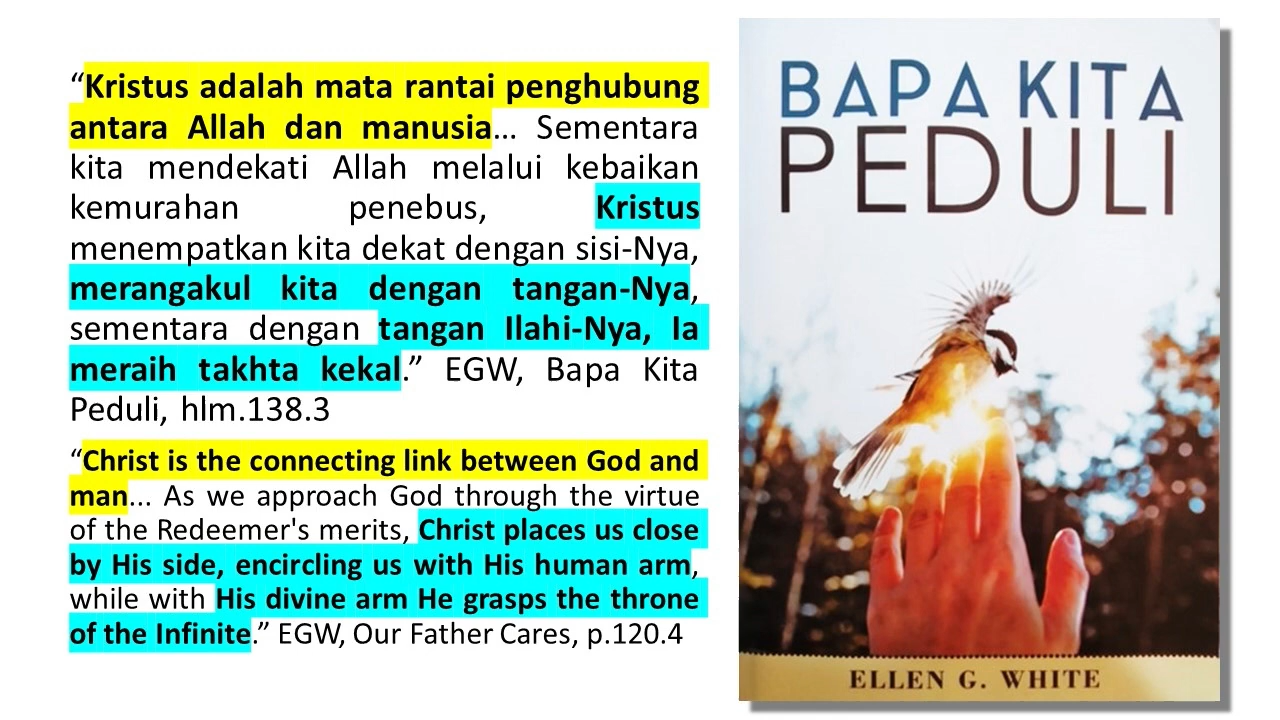 “Kristus adalah mata rantai penghubung
antara Allah dan manusia... Sementara
kita mendekati Allah melalui kebaikan
kemurahan penebus, Kristus
menempatkan kita dekat dengan sisi-Nya,
merangakul kita dengan tangan-Nya,
sementara dengan tangan Ilahi-Nya, Ia
meraih takhta kekal.” EGW, Bapa Kita
Peduli, hlm.138.3
“Christ is the connecting link between God and
man... As we approach God through the virtue
of the Redeemer's merits, Christ places us close
by His side, encircling us with His human arm,
while with His divine arm He grasps the throne
of the Infinite.” EGW, Our Father Cares, p.120.4
BAPA KITA
PEDULI
ELLEN G. WHITE